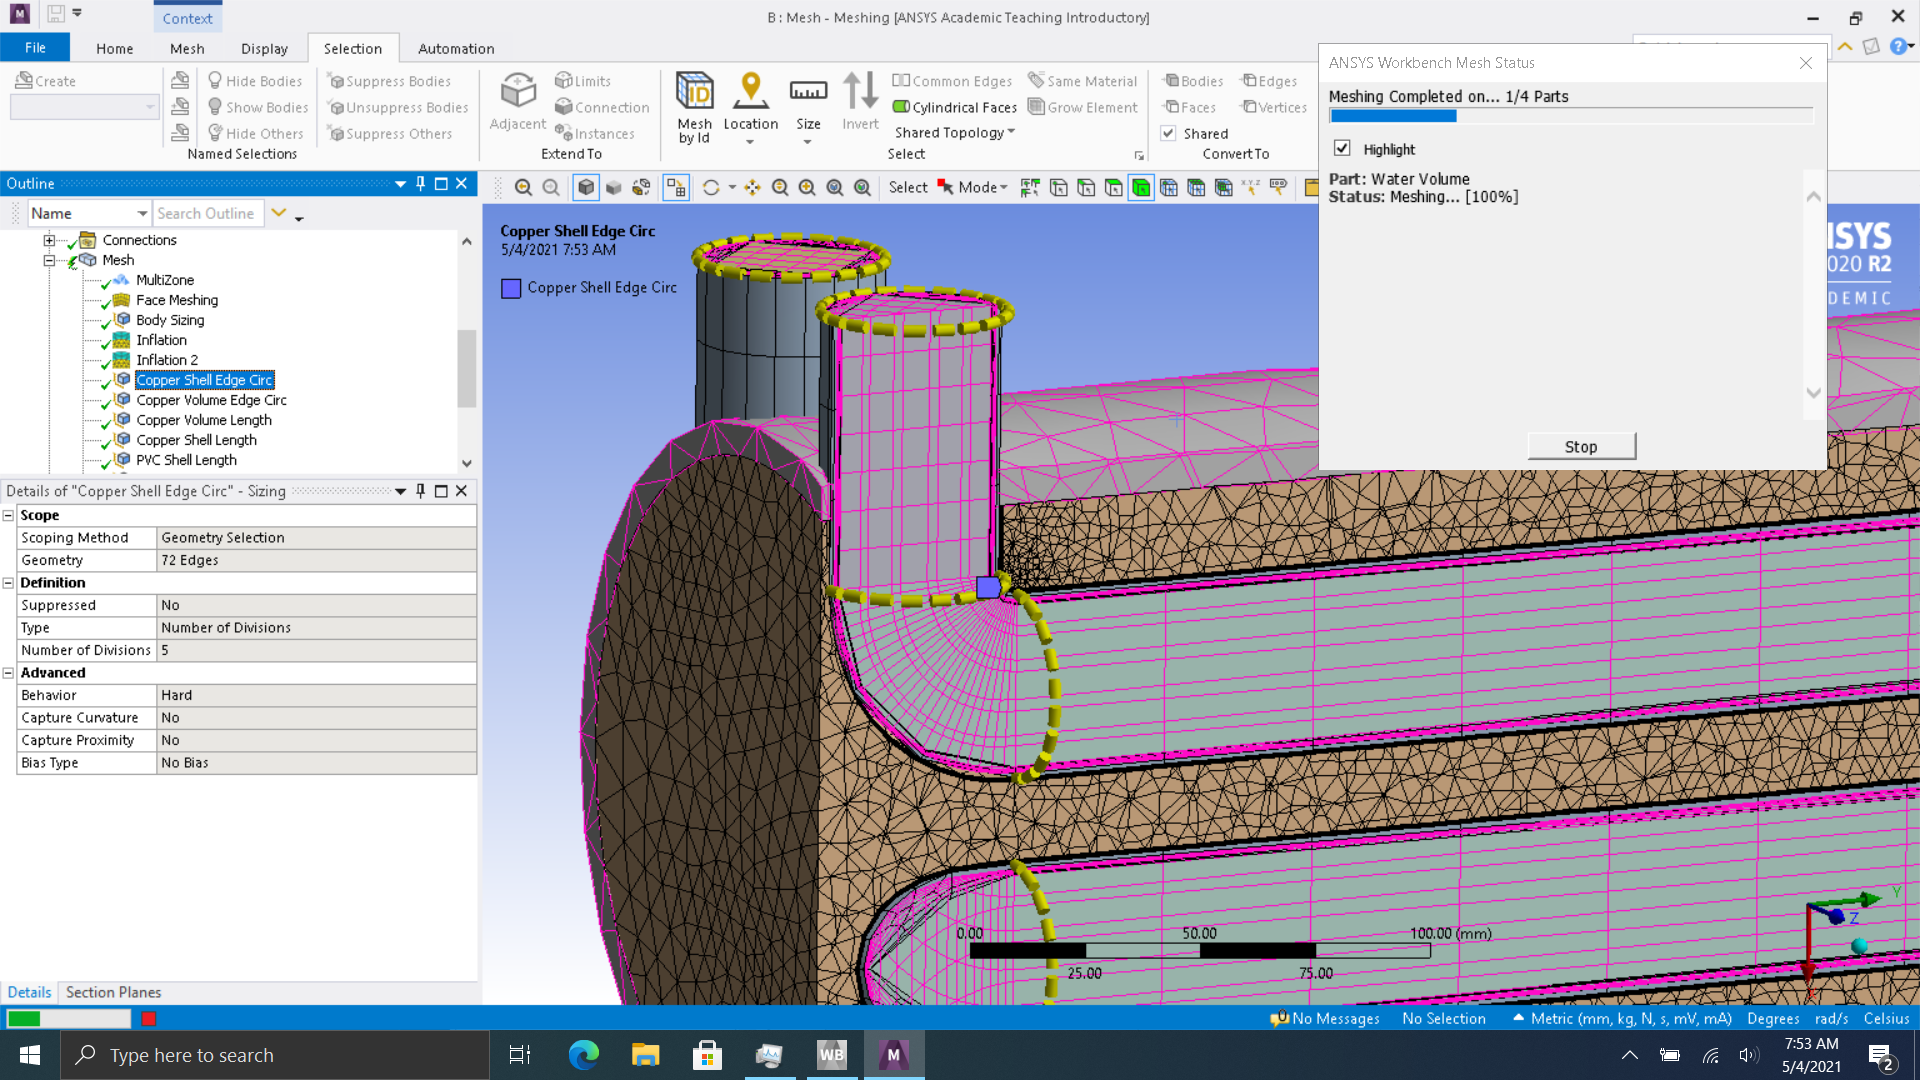 Context
B : Mesh - Meshing [ANSYS Academic Teaching Introductory]
File
Home
Mesh
Display
Selection
Automation
Create
Hide Bodies
Show Bodies
Hide Others
Suppress Bodies
Unsuppress Bodies
Suppress Others
Named Selections
Adjacent
Limits
Connection
Instances
Extend To
Mesh by Id
Location
Size
Invert
Common Edges
Cylindrical Faces
Shared Topology
Same Material
Grow Element
Select
Bodies
Faces
Shared
Edges
Vertices
Convert To
ANSYS Workbench Mesh Status
Meshing Completed on... 1/4 Parts
Highlight
Part: Water Volume
Status: Meshing... [100%]
Stop
Outline
Name
Search Outline
Select
Mode
Connections
Mesh
MultiZone
Face Meshing
Body Sizing
Inflation
Inflation 2
Copper Shell Edge Circ
Copper Volume Edge Circ
Copper Volume Length
Copper Shell Length
PVC Shell Length
Details of "Copper Shell Edge Circ" - Sizing
Scope
Scoping Method Geometry Selection
Geometry 72 Edges
Definition
Suppressed No
Type Number of Divisions
Number of Divisions 5
Advanced
Behavior Hard
Capture Curvature No
Capture Proximity No
Bias Type No Bias
Details
Section Planes
Copper Shell Edge Circ
5/4/2021 7:53 AM
Copper Shell Edge Circ
ISYS
020 R2
DEMIC
0.00 50.00 100.00 (mm)
25.00 75.00
Y
Z
X
0 No Messages
No Selection
Metric (mm, kg, N, s, mV, mA)
Degrees
rad/s
Celsius
Type here to search
WB
M
7:53 AM
5/4/2021
2